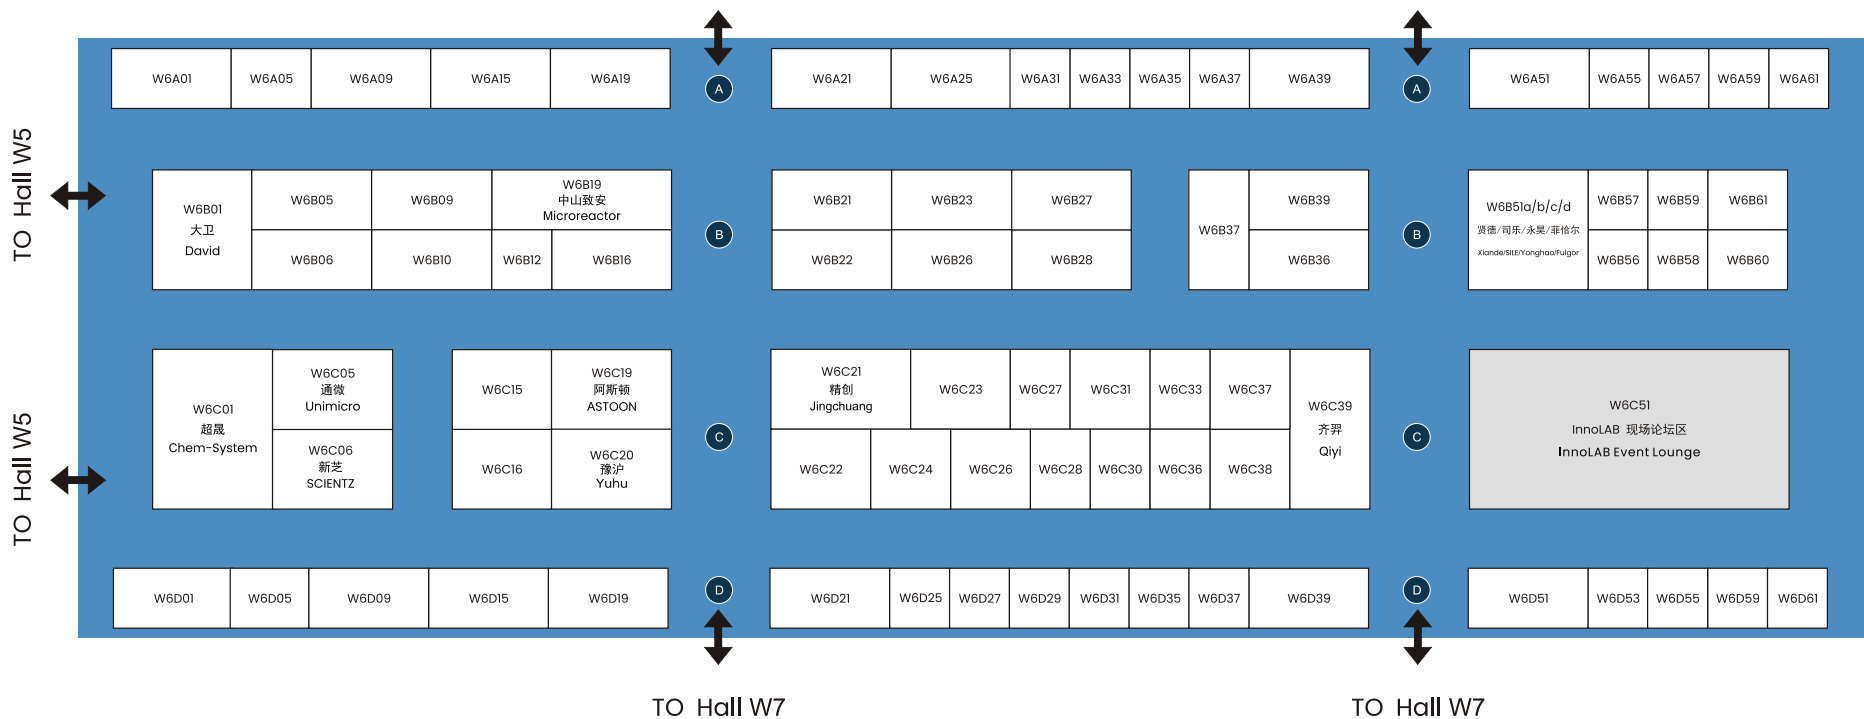 W6A01
W6A05
W6A09
W6A15
W6A19
A
W6A21
W6A25
W6A31
W6A33
W6A35
W6A37
W6A39
A
W6A51
W6A55
W6A57
W6A59
W6A61
TO Hall W5
W6B01
大卫
David
W6B05
W6B09
W6B19
中山致安
Microreactor
W6B06
W6B10
W6B12
W6B16
B
W6B21
W6B23
W6B27
W6B22
W6B26
W6B28
W6B37
W6B39
W6B36
B
W6B51a/b/c/d
贤德/司乐/永昊/菲恰尔
Xiande/SILE/Yonghao/Fulgor
W6B57
W6B59
W6B61
W6B56
W6B58
W6B60
TO Hall W5
W6C01
超晟
Chem-System
W6C05
通微
Unimicro
W6C06
新芝
SCIENTZ
W6C15
W6C19
阿斯顿
ASTOON
W6C16
W6C20
豫沪
Yuhu
C
W6C21
精创
Jingchuang
W6C23
W6C27
W6C31
W6C33
W6C37
W6C39
齐羿
Qiyi
W6C22
W6C24
W6C26
W6C28
W6C30
W6C36
W6C38
C
W6C51
InnoLAB 现场论坛区
InnoLAB Event Lounge
W6D01
W6D05
W6D09
W6D15
W6D19
D
W6D21
W6D25
W6D27
W6D29
W6D31
W6D35
W6D37
W6D39
D
W6D51
W6D53
W6D55
W6D59
W6D61
TO Hall W7
TO Hall W7